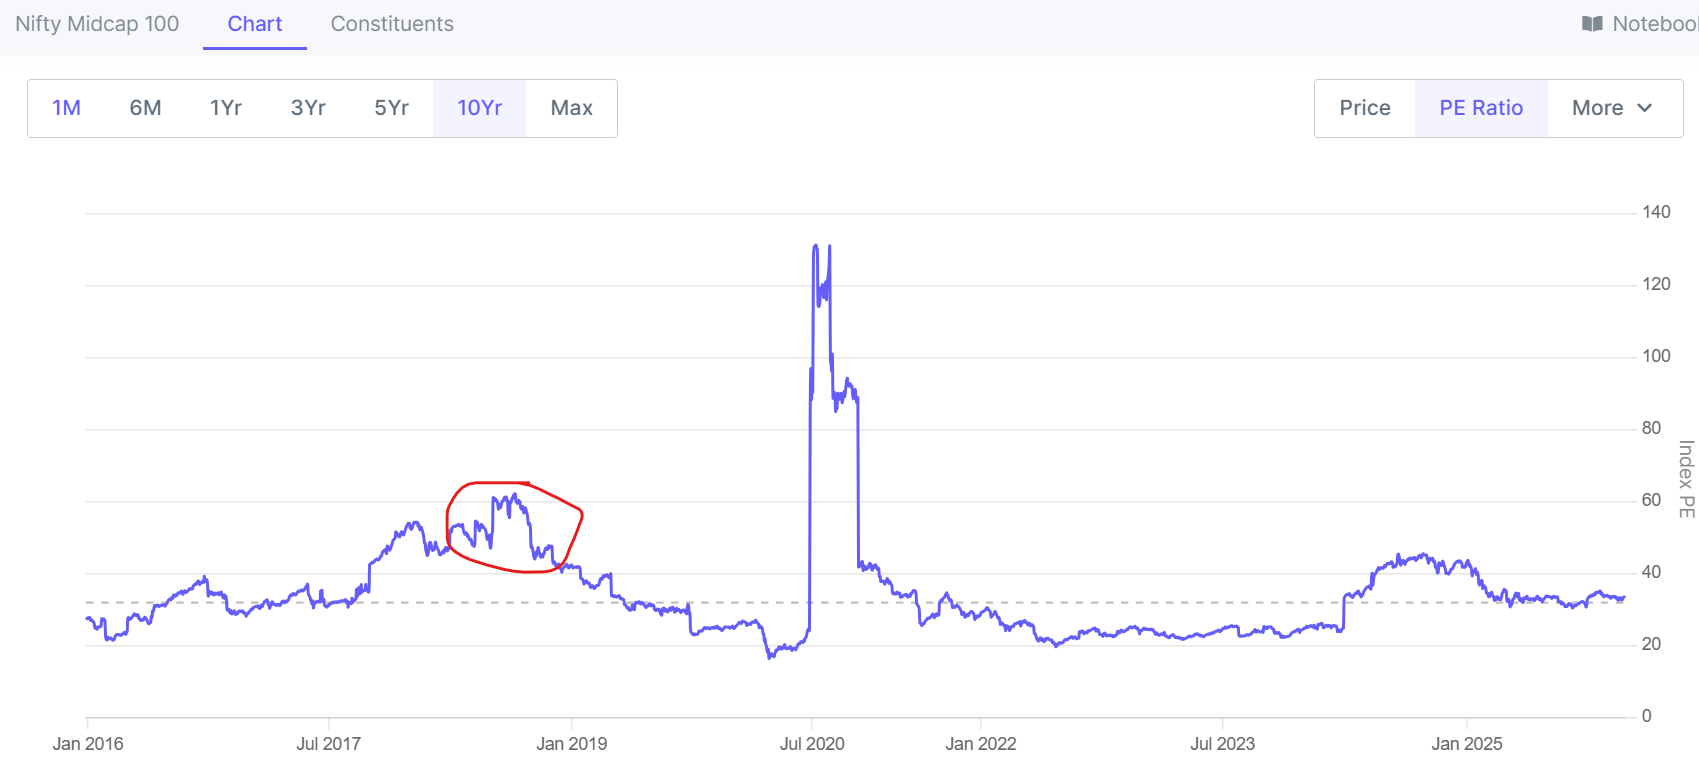 Nifty Midcap 100 Chart Constituents Noteboo
1M 6M 1Yr 3Yr 5Yr 10Yr Max Price PE Ratio More
140
120
100
80
60
40
20
0
Index PE
Jan 2016 Jul 2017 Jan 2019 Jul 2020 Jan 2022 Jul 2023 Jan 2025